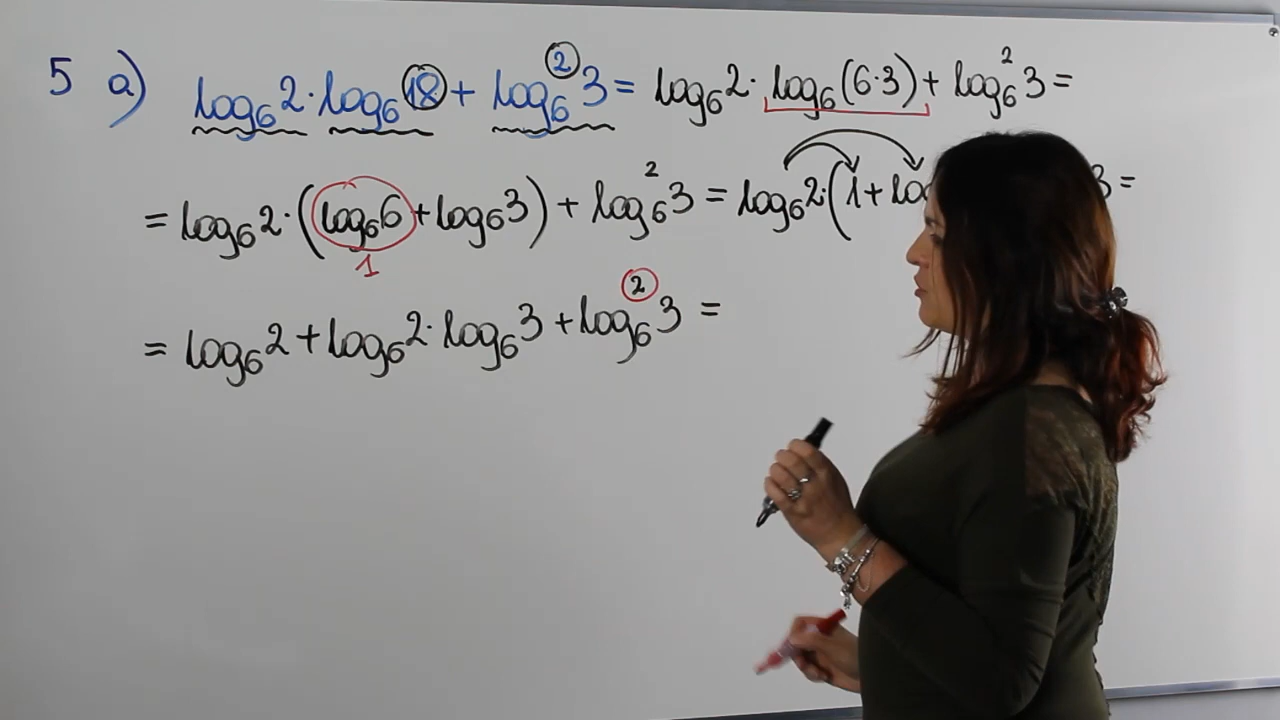 5 a) log₆2·log₆18 + log₆²3 = log₆2·log₆(6·3) + log₆²3 =
= log₆2·(log₆6 + log₆3) + log₆²3 = log₆2·(1 + lo 3 =
1
= log₆2 + log₆2·log₆3 + log₆²3 =